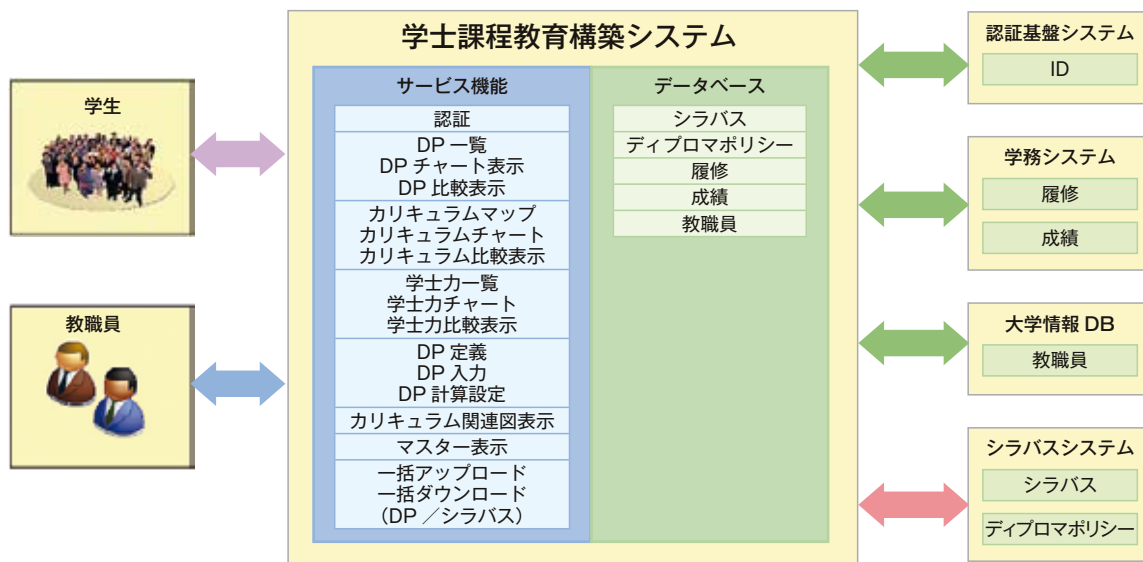 学士課程教育構築システム
学生
教職員
サービス機能
認証
DP 一覧
DP チャート表示
DP 比較表示
カリキュラムマップ
カリキュラムチャート
カリキュラム比較表示
学士力一覧
学士力チャート
学士力比較表示
DP 定義
DP 入力
DP 計算設定
カリキュラム関連図表示
マスター表示
一括アップロード
一括ダウンロード
（DP ／シラバス）
データベース
シラバス
ディプロマポリシー
履修
成績
教職員
認証基盤システム
ID
学務システム
履修
成績
大学情報 DB
教職員
シラバスシステム
シラバス
ディプロマポリシー